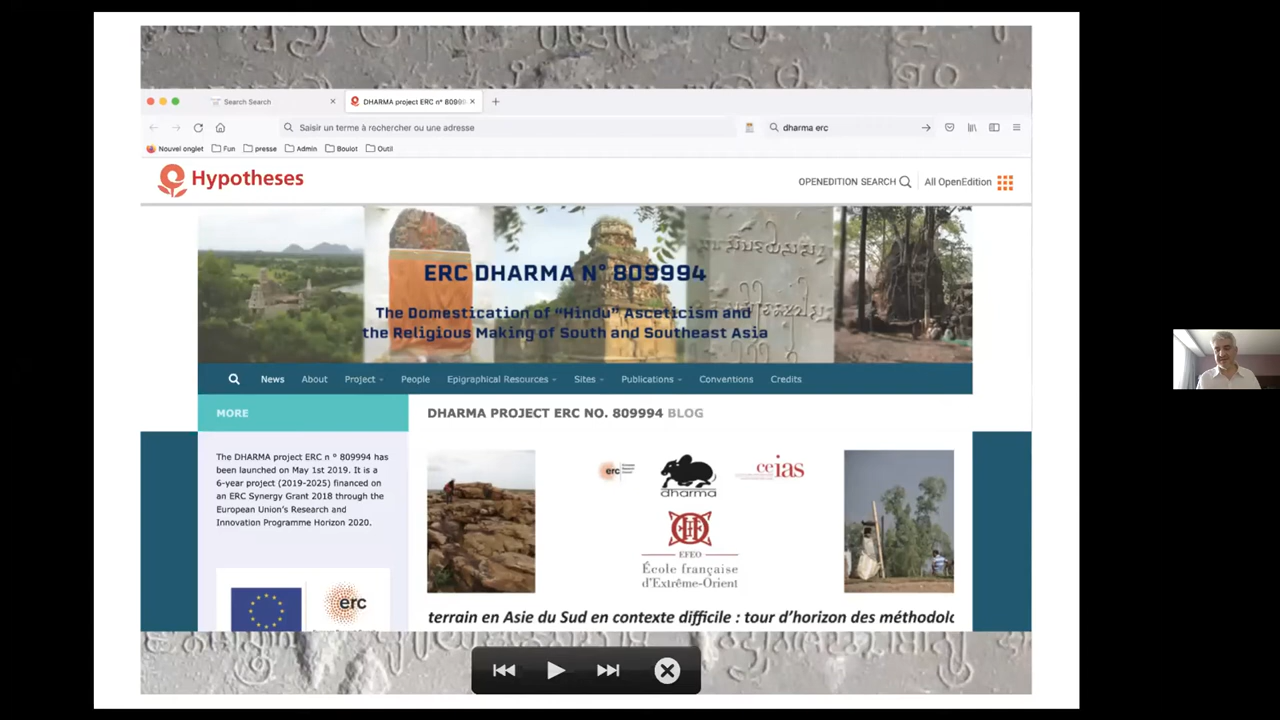 Search Search
DHARMA project ERC n° 8099
Saisir un terme à rechercher ou une adresse
dharma erc
Nouvel onglet Fun presse Admin Boulot Outil
Hypotheses
OPENEDITION SEARCH All OpenEdition
ERC DHARMA N° 809994
The Domestication of “Hindu” Asceticism and
the Religious Making of South and Southeast Asia
News About Project People Epigraphical Resources Sites Publications Conventions Credits
MORE
DHARMA PROJECT ERC NO. 809994 BLOG
The DHARMA project ERC n ° 809994 has
been launched on May 1st 2019. It is a
6-year project (2019-2025) financed on
an ERC Synergy Grant 2018 through the
European Union’s Research and
Innovation Programme Horizon 2020.
erc
erc
dharma
ceias
EFEO
École française
d’Extrême-Orient
terrain en Asie du Sud en contexte difficile : tour d’horizon des méthodolo